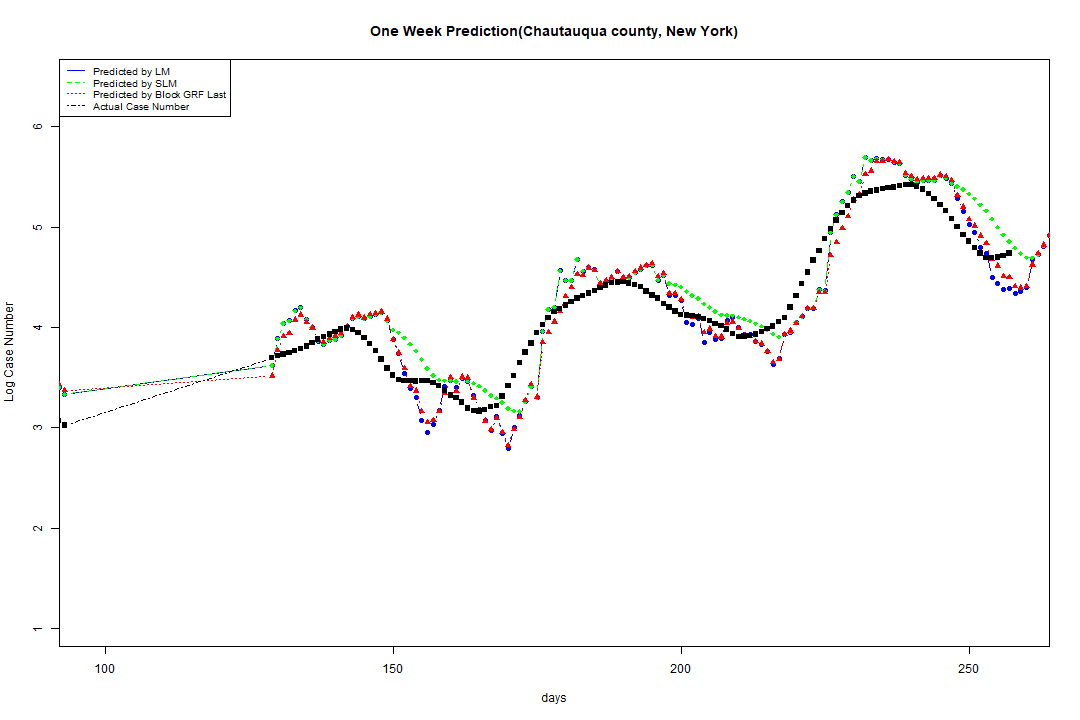 One Week Prediction(Chautauqua county, New York)
Predicted by LM
Predicted by SLM
Predicted by Block GRF Last
Actual Case Number
6
5
4
3
2
1
Log Case Number
100 150 200 250
days